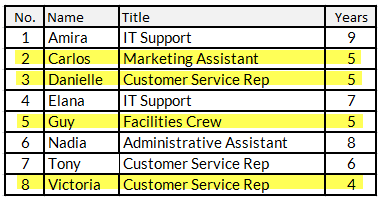 No. Name Title Years
1 Amira IT Support 9
2 Carlos Marketing Assistant 5
3 Danielle Customer Service Rep 5
4 Elana IT Support 7
5 Guy Facilities Crew 5
6 Nadia Administrative Assistant 8
7 Tony Customer Service Rep 6
8 Victoria Customer Service Rep 4